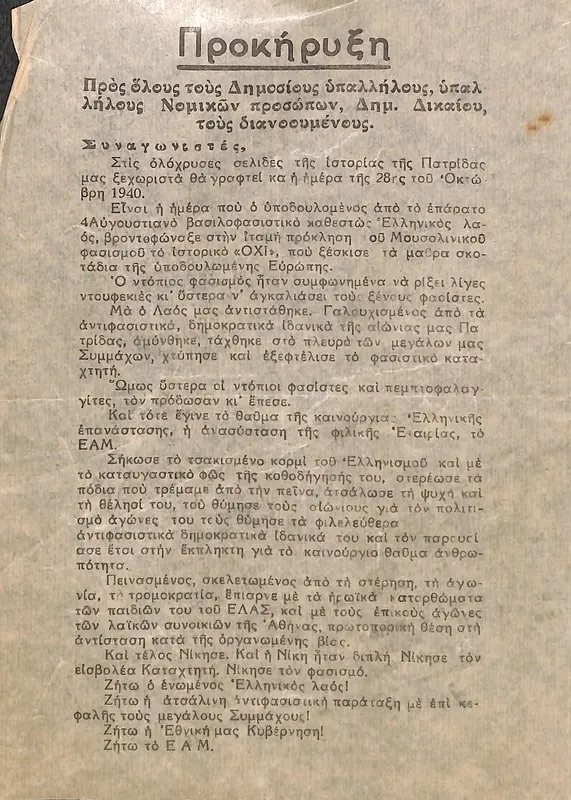 Προκήρυξη
Πρὸς ὅλους τοὺς Δημοσίους ὑπαλλήλους, ὑπαλ
λήλους Νομικῶν προσώπων, Δημ. Δικαίου,
τοὺς διανοουμένους.
Συναγωνιστές,
Στὶς ὁλόχρυσες σελίδες τῆς ἱστορίας τῆς Πατρίδας
μας ξεχωριστὰ θὰ γραφτεῖ κα ἡ ἡμέρα τῆς 28ης τοῦ Ὀκτώ
βρη 1940.
Εἶναι ἡ ἡμέρα ποὺ ὁ ὑποδουλομένος ἀπὸ τὸ ἐπάρατο
4Αὐγουστιανὸ βασιλοφασιστικὸ καθεστὼς Ἑλληνικὸς λα-
ός, βροντοφώναξε στὴν ἰταμὴ πρόκληση τοῦ Μουσολινικοῦ
φασισμοῦ τὸ ἱστορικὸ «ΟΧΙ», ποὺ ξέσκισε τὰ μαῦρα σκο-
τάδια τῆς ὑποδουλωμένης Εὐρώπης.
Ὁ ντόπιος φασισμὸς ἦταν συμφωνημένα νὰ ρίξει λίγες
ντουφεκιὲς κι' ὕστερα ν' ἀγκαλιάσει τοὺς ξένους φασίστες.
Μὰ ὁ Λαὸς μας ἀντιστάθηκε. Γαλουχισμένος ἀπὸ τὰ
ἀντιφασιστικά, δημοκρατικὰ ἰδανικὰ τῆς αἰώνιας μας Πα
τρίδας, ἀμύνθηκε, τάχθηκε στὸ πλευρὸ τῶν μεγάλων μας
Συμμάχων, χτύπησε καὶ ἐξεφτέλισε τὸ φασιστικὸ κατα-
χτητή.
Ὅμως ὕστερα οἱ ντόπιοι φασίστες καὶ πεμπτοφαλαγ-
γίτες, τὸν πρόδωσαν κι' ἔπεσε.
Καὶ τότε ἔγινε τὸ θαῦμα τῆς καινούργιας Ἑλληνικῆς
ἐπανάστασης, ἡ ἀνασύσταση τῆς φιλικῆς Ἑταιρίας, τὸ
ΕΑΜ.
Σήκωσε τὸ τσακισμένο κορμὶ τοῦ Ἑλληνισμοῦ καὶ μὲ
τὸ καταυγαστικὸ φῶς τῆς καθοδήγησής του, στερέωσε τὰ
πόδια ποὺ τρέμαμε ἀπὸ τὴν πεῖνα, ἀτσάλωσε τὴ ψυχὴ καὶ
τὴ θέλησί του, τοῦ θύμησε τοὺς αἰώνιους γιὰ τὸν πολιτι-
σμὸ ἀγώνες του τοὺς θύμησε τὰ φιλελεύθερα
ἀντιφασιστικὰ δημοκρατικὰ ἰδανικά του καὶ τὸν παρουσί
ασε ἔτσι στὴν ἔκπληκτη γιὰ τὸ καινούργιο θαῦμα ἀνθρω-
πότητα.
Πεινασμένος, σκελετωμένος ἀπὸ τὴ στέρηση, τὴ ἀγω-
νία, τὴ τρομοκρατία, ἔπιαρνε μὲ τὰ ἡρωϊκὰ κατορθώματα
τῶν παιδιῶν του τοῦ ΕΛΑΣ, καὶ μὲ τοὺς ἐπικοὺς ἀγῶνες
τῶν λαϊκῶν συνοικιῶν τῆς Ἀθήνας, πρωτοπορικὴ θέση στὴ
ἀντίσταση κατὰ τῆς ὀργανωμένης βίας.
Καὶ τέλος Νίκησε. Καὶ ἡ Νίκη ἦταν διπλὴ Νίκησε τὸν
εἰσβολέα Καταχτητή. Νίκησε τὸν φασισμό.
Ζήτω ὁ ἑνωμένος Ἑλληνικὸς λαός!
Ζήτω ἡ ἀτσάλινη ἀντιφασιστικὴ παράταξη μὲ ἐπὶ κε-
φαλῆς τοὺς μεγάλους Συμμάχους!
Ζήτω ἡ Ἐθνική μας Κυβέρνηση!
Ζήτω τὸ Ε Α Μ.